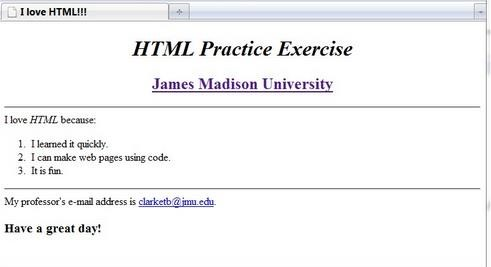 I love HTML!!!
HTML Practice Exercise
James Madison University
I love HTML because:
1. I learned it quickly.
2. I can make web pages using code.
3. It is fun.
My professor's e-mail address is clarketb@jmu.edu.
Have a great day!